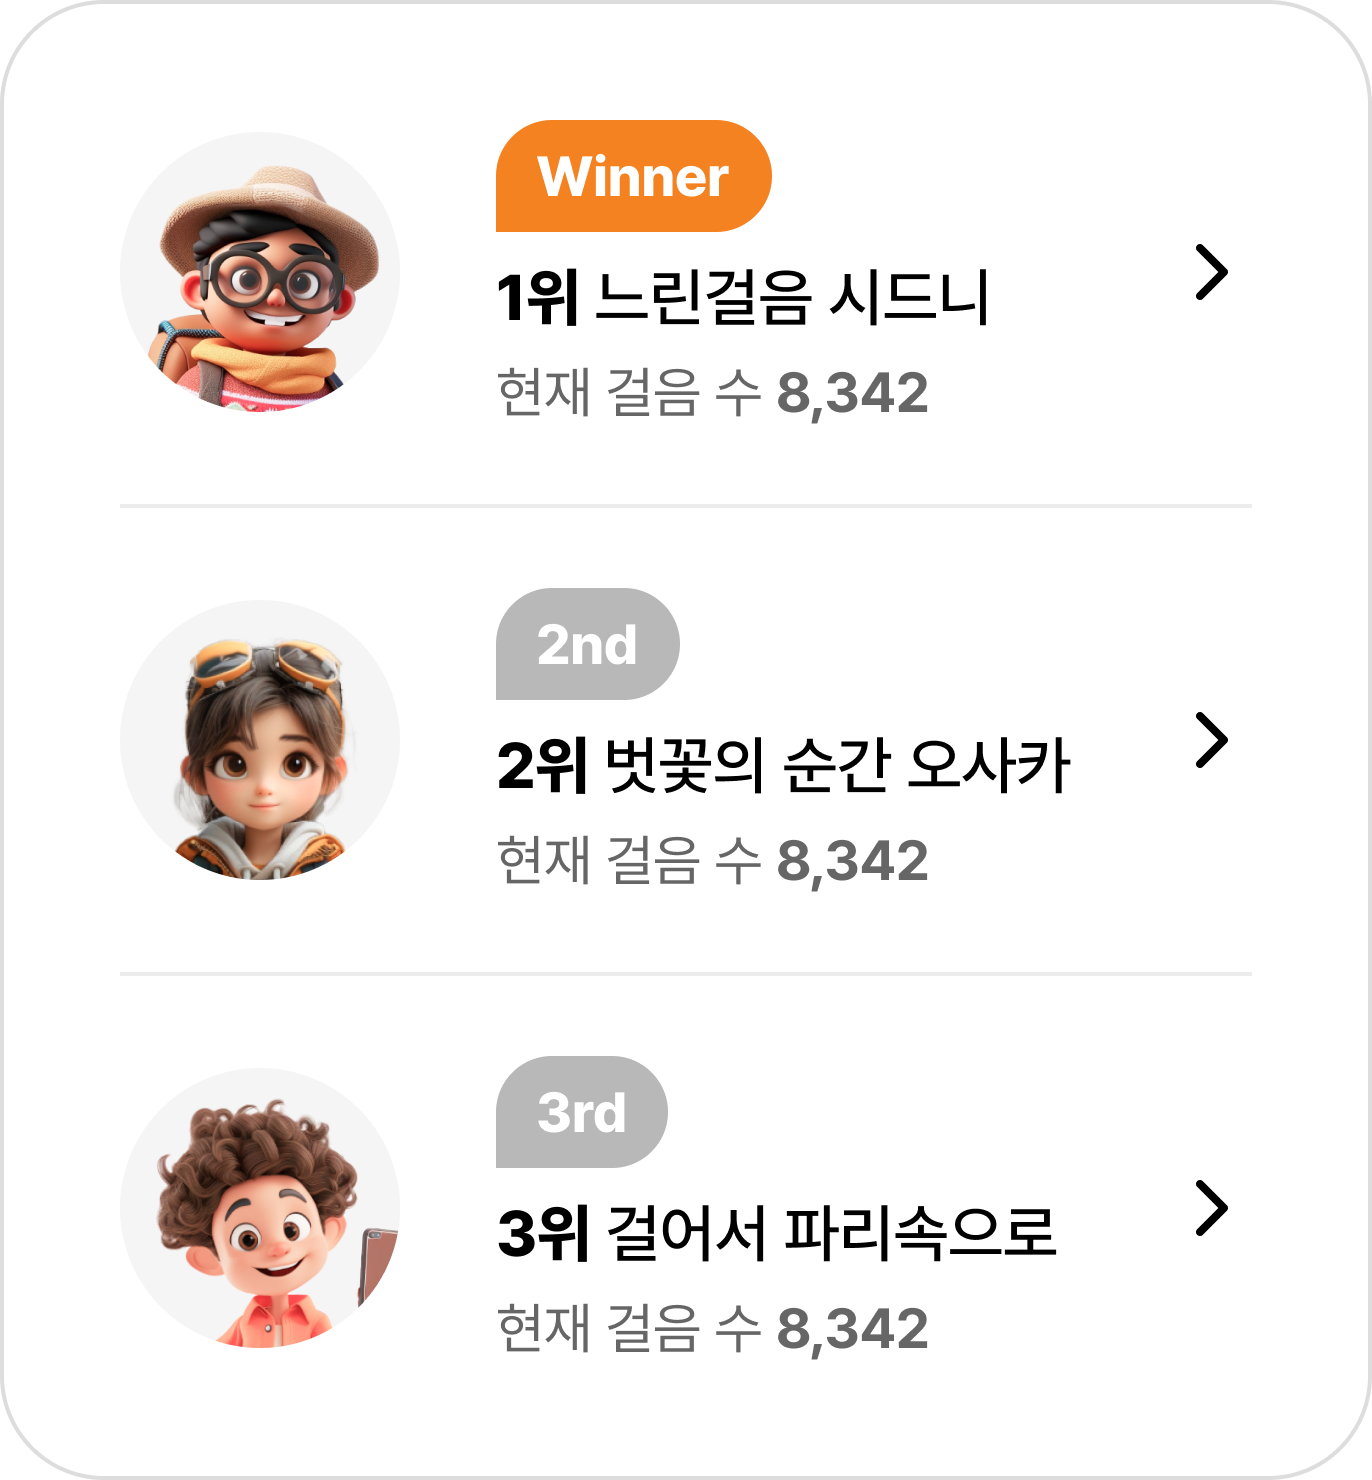 Winner
1위 느린걸음 시드니
현재 걸음 수 8,342
2nd
2위 벗꽃의 순간 오사카
현재 걸음 수 8,342
3rd
3위 걸어서 파리속으로
현재 걸음 수 8,342